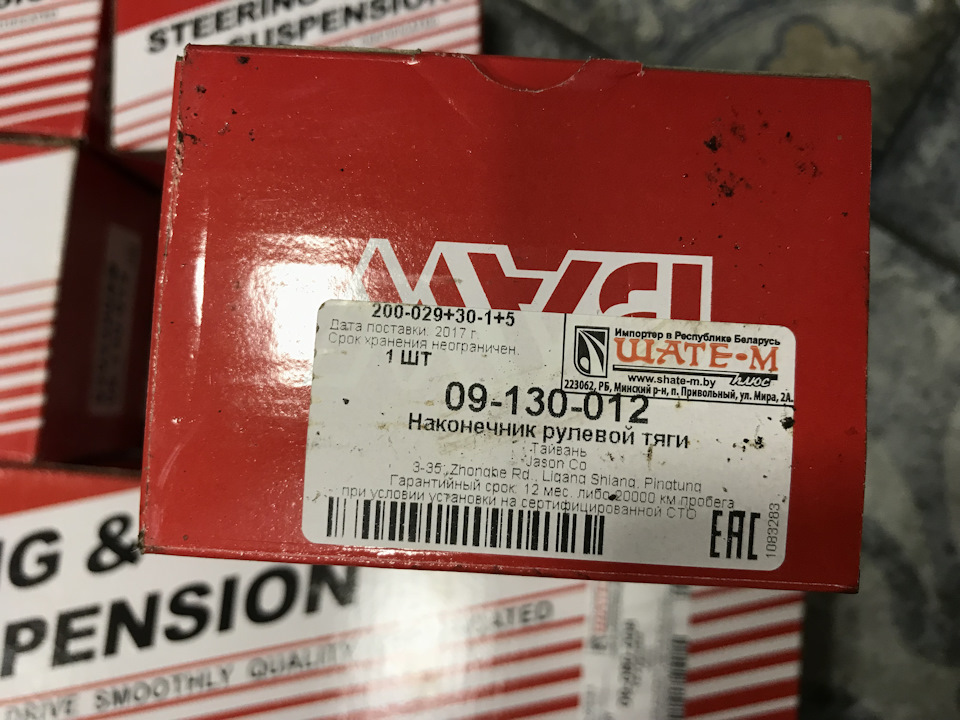 STEERING
SUSPENSION
200-029+30-1+5
Дата поставки: 2017 г.
Срок хранения неограничен.
1 ШТ
Импортер в Республике Беларусь
ШАТЕ-М
плюс
www.shate-m.by
223062, РБ, Минский р-н, п. Привольный, ул. Мира, 2А.
09-130-012
Наконечник рулевой тяги
Тайвань
Jason Co
3-35, Zhongbe Rd., Ligang Shiang, Pingtung
Гарантийный срок: 12 мес. либо 20000 км пробега
при условии установки на сертифицированной СТО
EAC
1083283
NG &
PENSION
DRIVE SMOOTHLY QUALITY